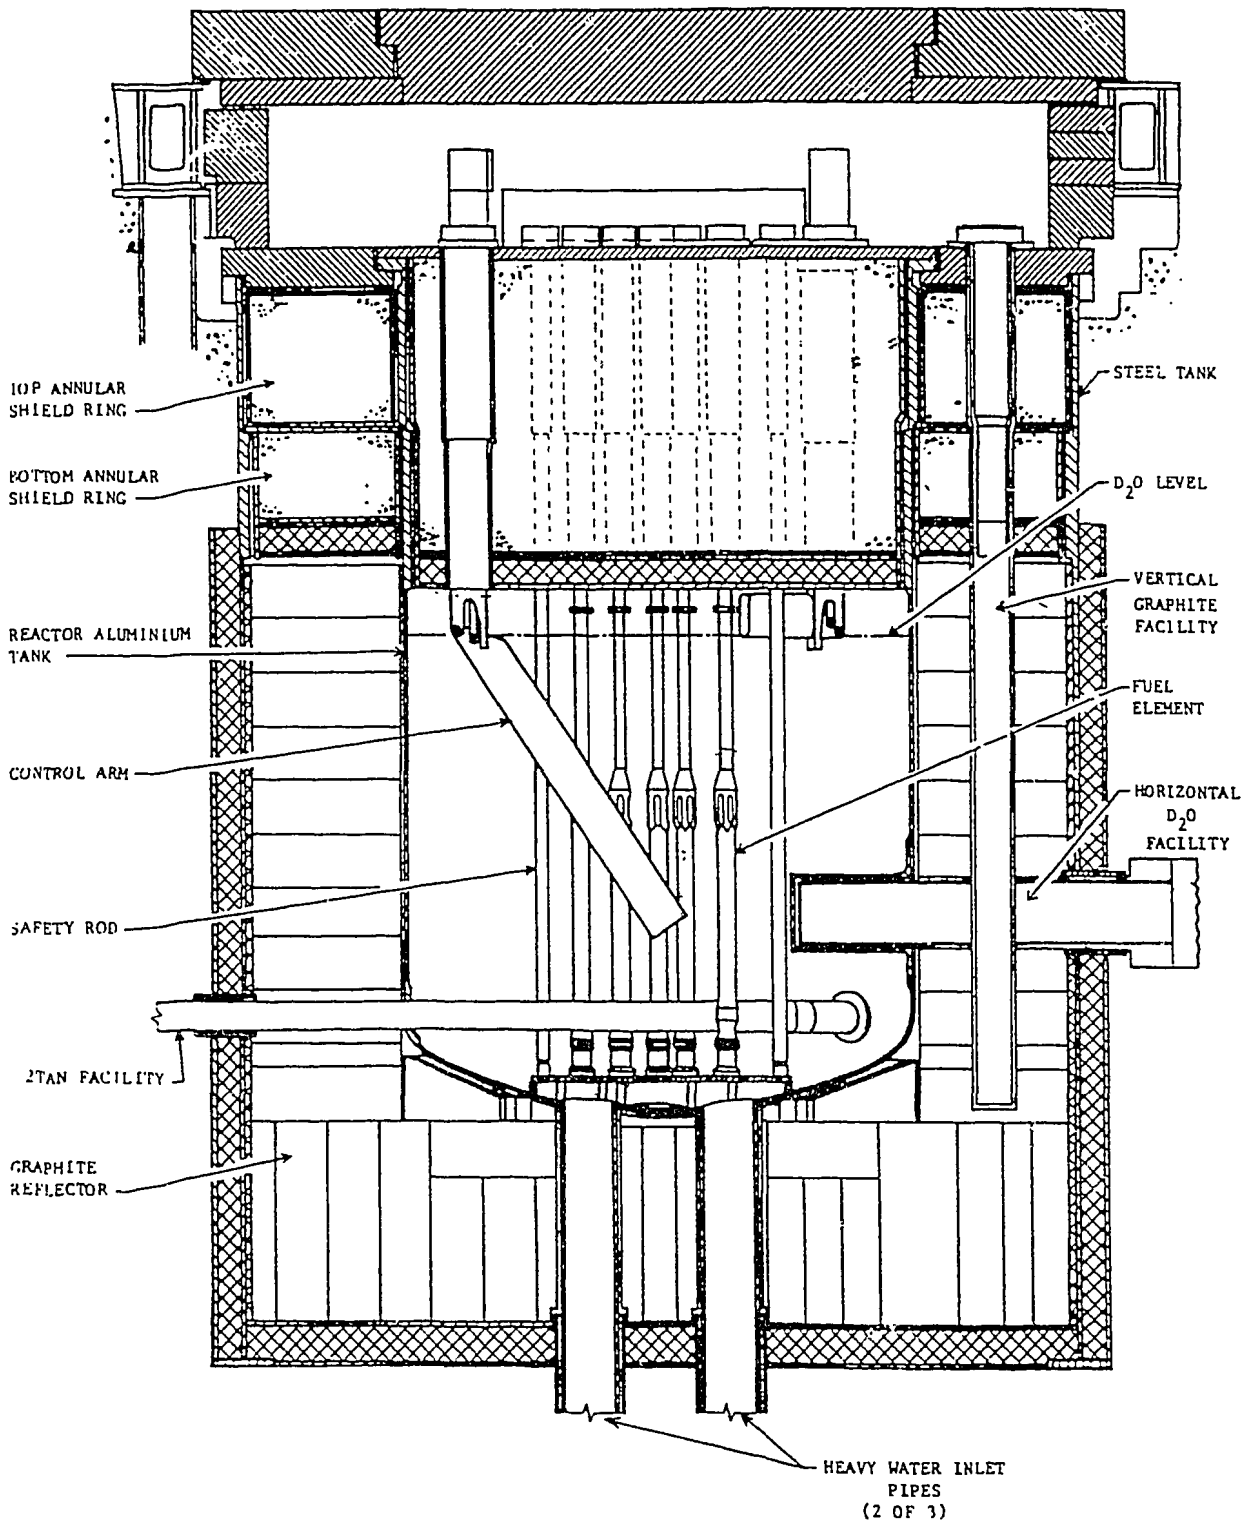 TOP ANNULAR
SHIELD RING
BOTTOM ANNULAR
SHIELD RING
REACTOR ALUMINIUM
TANK
CONTROL ARM
SAFETY ROD
2TAN FACILITY
GRAPHITE
REFLECTOR
STEEL TANK
D₂O LEVEL
VERTICAL
GRAPHITE
FACILITY
FUEL
ELEMENT
HORIZONTAL
D₂O
FACILITY
HEAVY WATER INLET
PIPES
(2 OF 3)